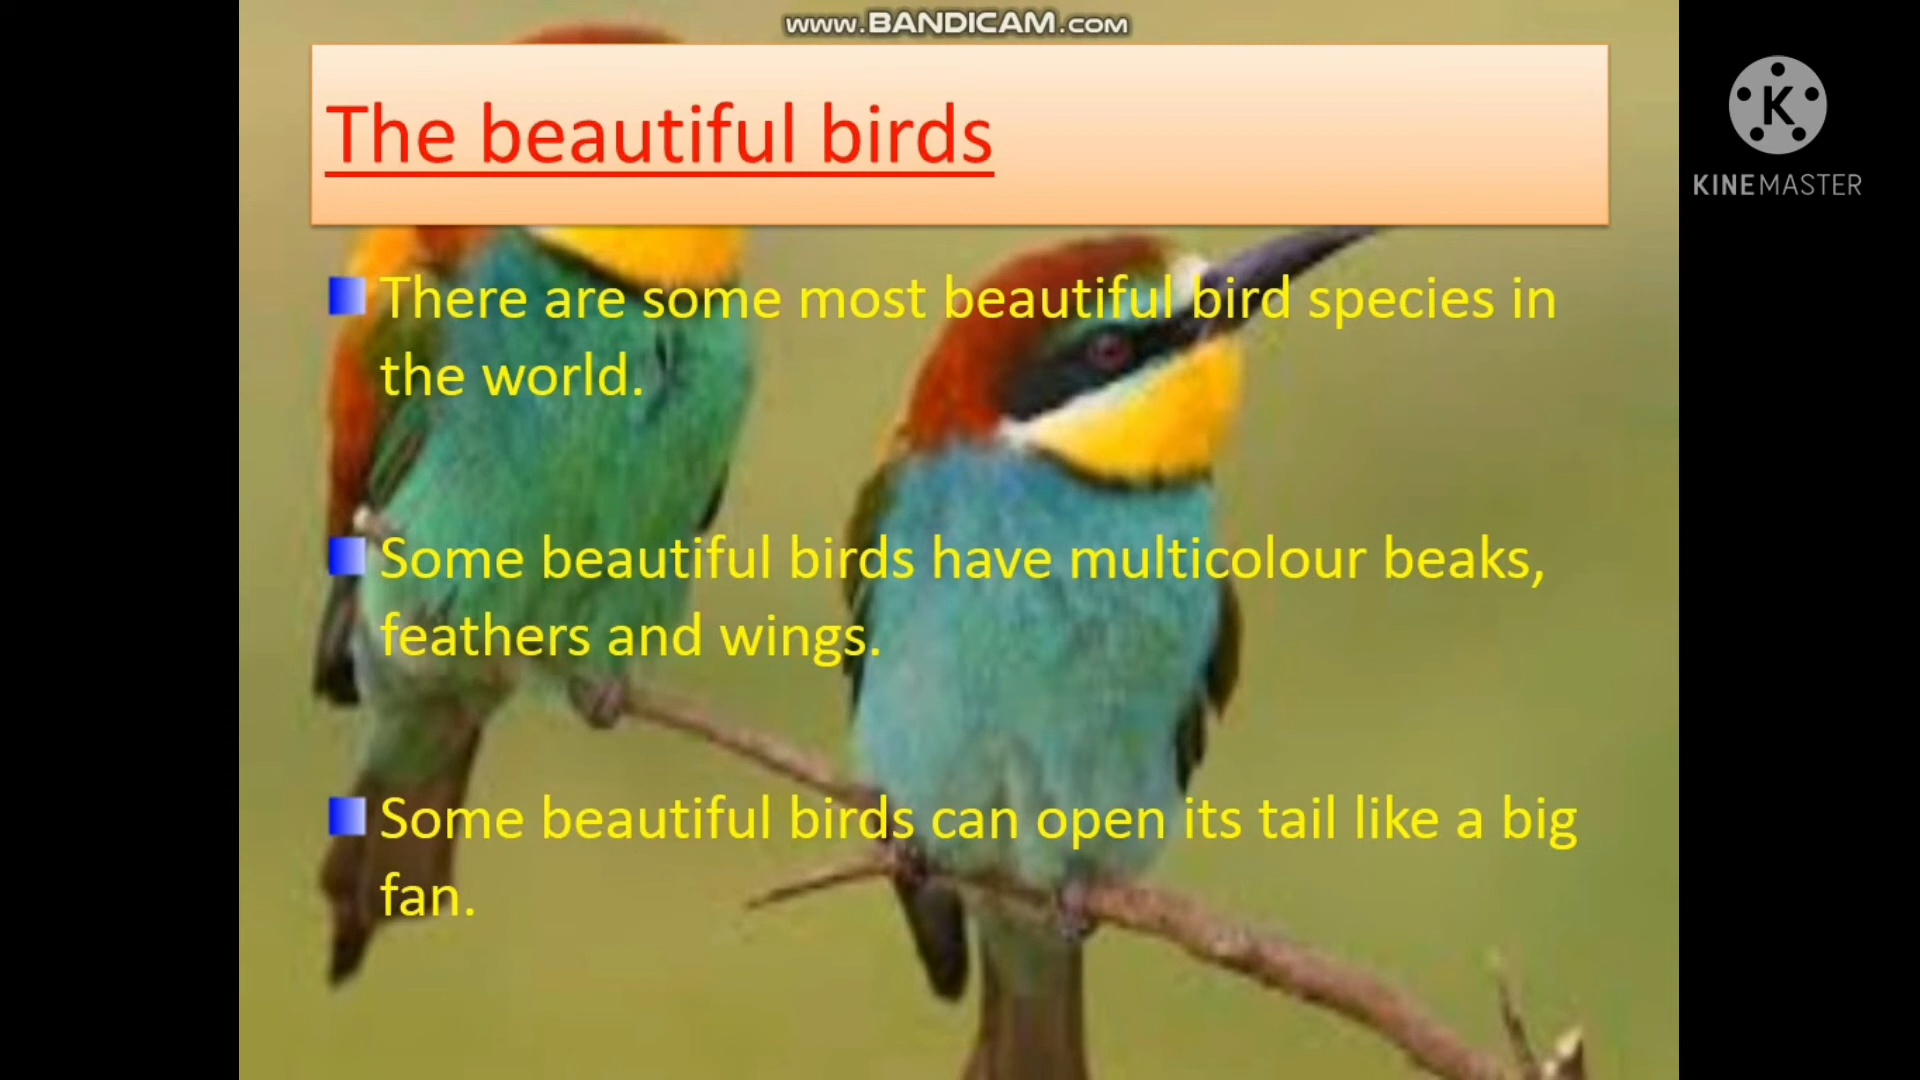 www.BANDICAM.com
The beautiful birds
K
KINEMASTER
There are some most beautiful bird species in
the world.
Some beautiful birds have multicolour beaks,
feathers and wings.
Some beautiful birds can open its tail like a big
fan.